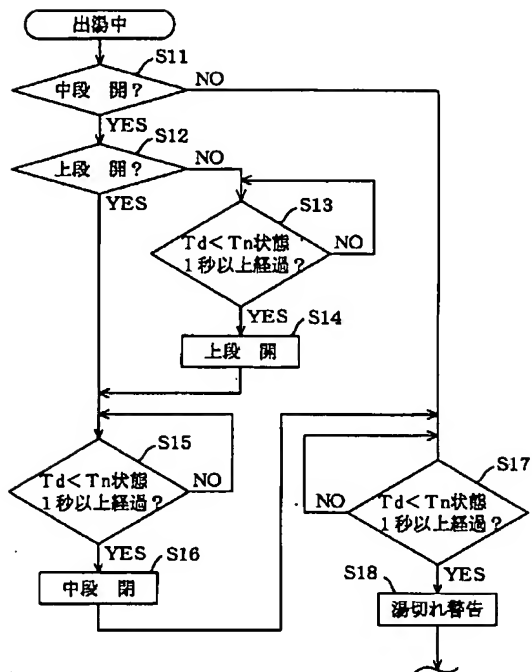 出湯中
S11
中段 開?
NO
YES
S12
上段 開?
NO
YES
S13
Td<Tn状態
1秒以上経過?
NO
YES
S14
上段 開
S15
Td<Tn状態
1秒以上経過?
NO
YES
S16
中段 閉
S17
Td<Tn状態
1秒以上経過?
NO
YES
S18
湯切れ警告